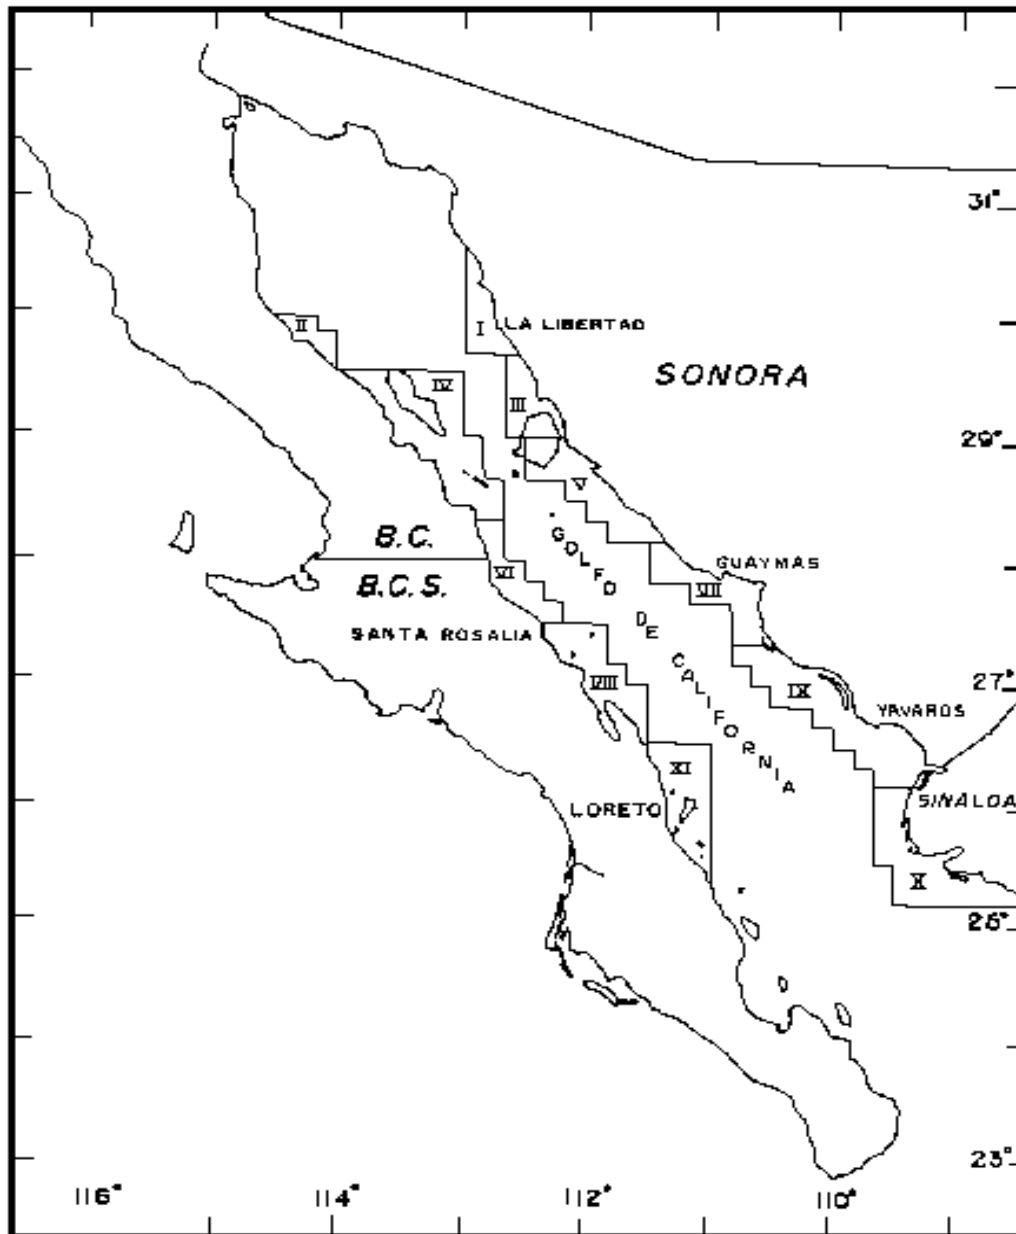 31°
II
I
LA LIBERTAD
SONORA
IV
III
29°
V
B.C.
GOLFO DE CALIFORNIA
GUAYMAS
VI
B.C.S.
VII
SANTA ROSALIA
VIII
IX
27°
YAVAROS
XI
LORETO
SINALOA
X
25°
23°
116°
114°
112°
110°